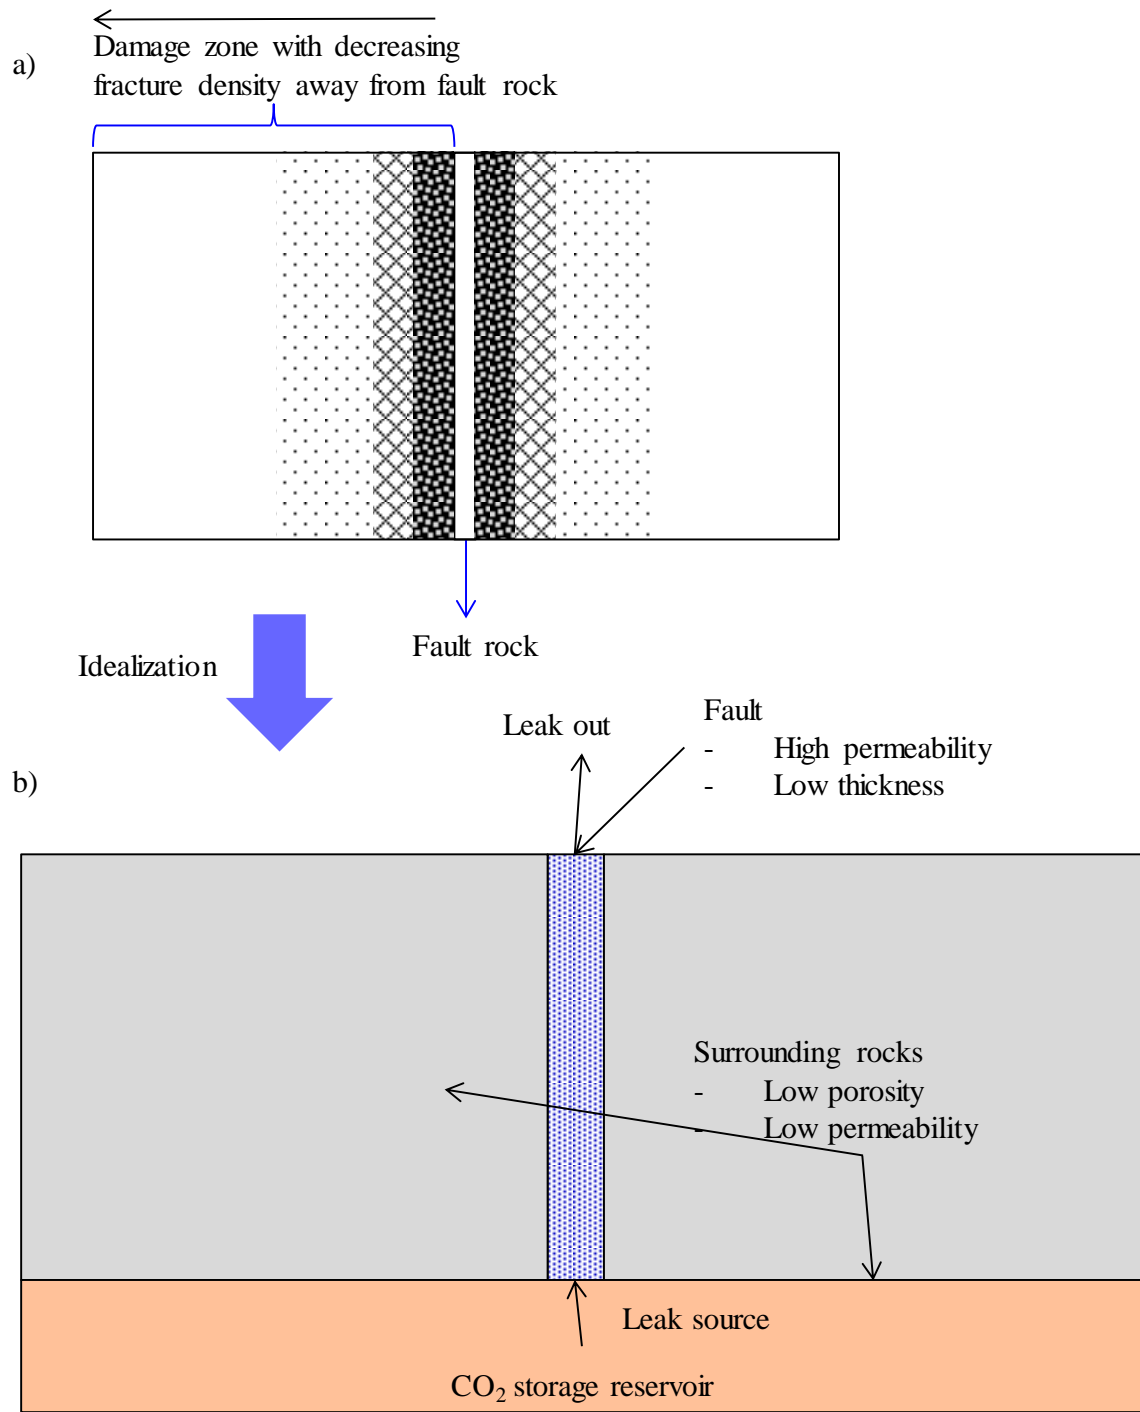 a)
Damage zone with decreasing
fracture density away from fault rock
Fault rock
Idealization
b)
Leak out
Fault
- High permeability
- Low thickness
Surrounding rocks
- Low porosity
- Low permeability
Leak source
CO₂ storage reservoir